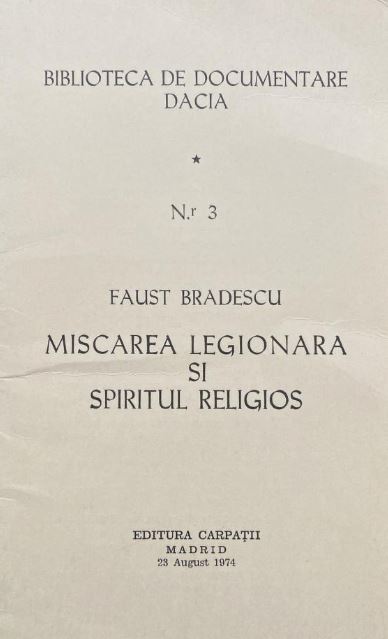 BIBLIOTECA DE DOCUMENTARE
DACIA
★
N.r 3
FAUST BRADESCU
MISCAREA LEGIONARA
SI
SPIRITUL RELIGIOS
EDITURA CARPAȚII
MADRID
23 August 1974